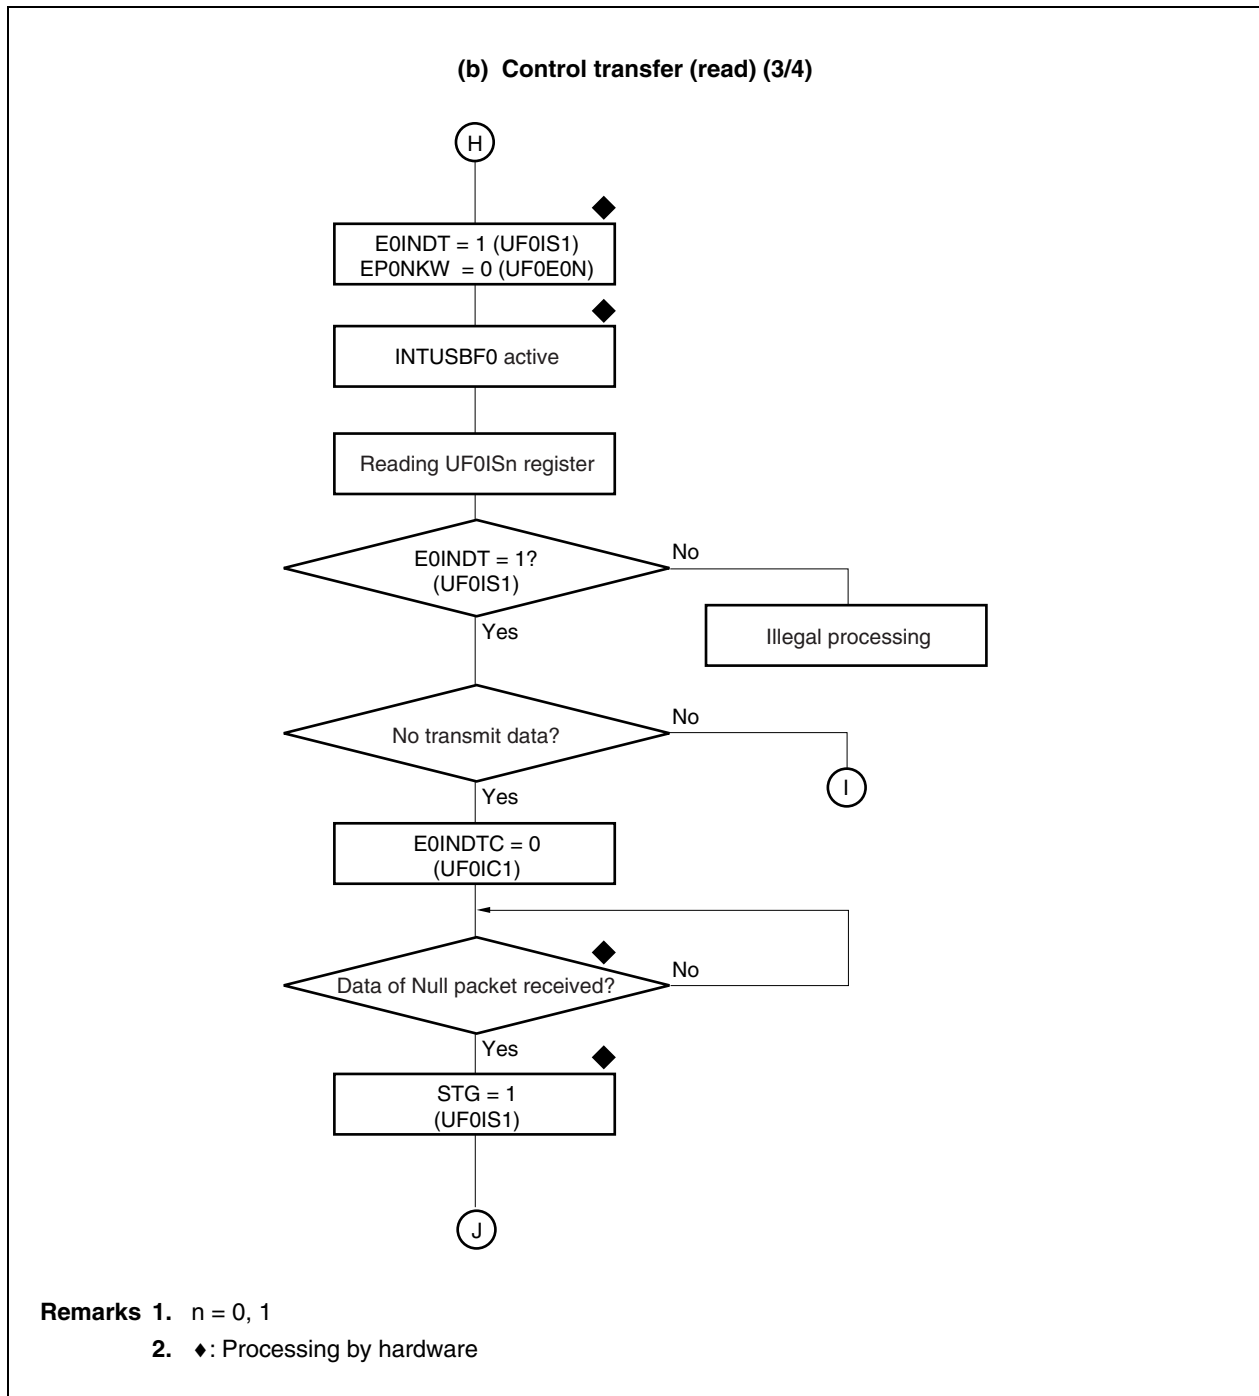 (b) Control transfer (read) (3/4)
H
◆
E0INDT = 1 (UF0IS1)
EP0NKW = 0 (UF0E0N)
◆
INTUSBF0 active
Reading UF0ISn register
E0INDT = 1?
(UF0IS1)
No
Yes
Illegal processing
No transmit data?
No
Yes
I
E0INDTC = 0
(UF0IC1)
◆
Data of Null packet received?
No
Yes
◆
STG = 1
(UF0IS1)
J
Remarks 1. n = 0, 1
2. ♦: Processing by hardware